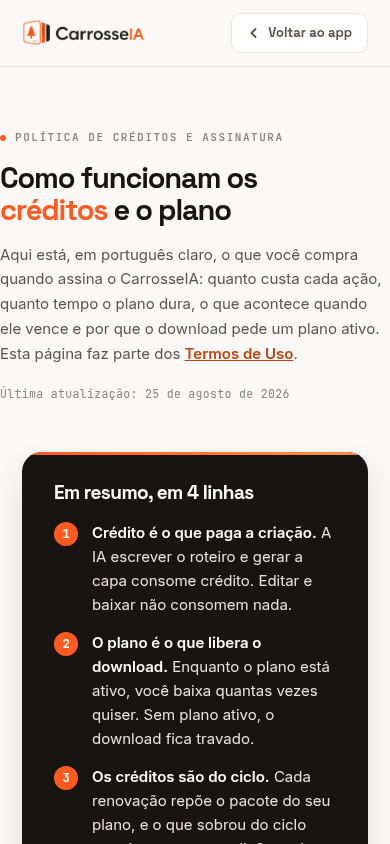 CarrosseIA
Voltar ao app
POLÍTICA DE CRÉDITOS E ASSINATURA
Como funcionam os
créditos e o plano
Aqui está, em português claro, o que você compra
quando assina o CarrosseIA: quanto custa cada ação,
quanto tempo o plano dura, o que acontece quando
ele vence e por que o download pede um plano ativo.
Esta página faz parte dos Termos de Uso.
Última atualização: 25 de agosto de 2026
Em resumo, em 4 linhas
1 Crédito é o que paga a criação. A
IA escrever o roteiro e gerar a
capa consome crédito. Editar e
baixar não consomem nada.
2 O plano é o que libera o
download. Enquanto o plano está
ativo, você baixa quantas vezes
quiser. Sem plano ativo, o
download fica travado.
3 Os créditos são do ciclo. Cada
renovação repõe o pacote do seu
plano, e o que sobrou do ciclo